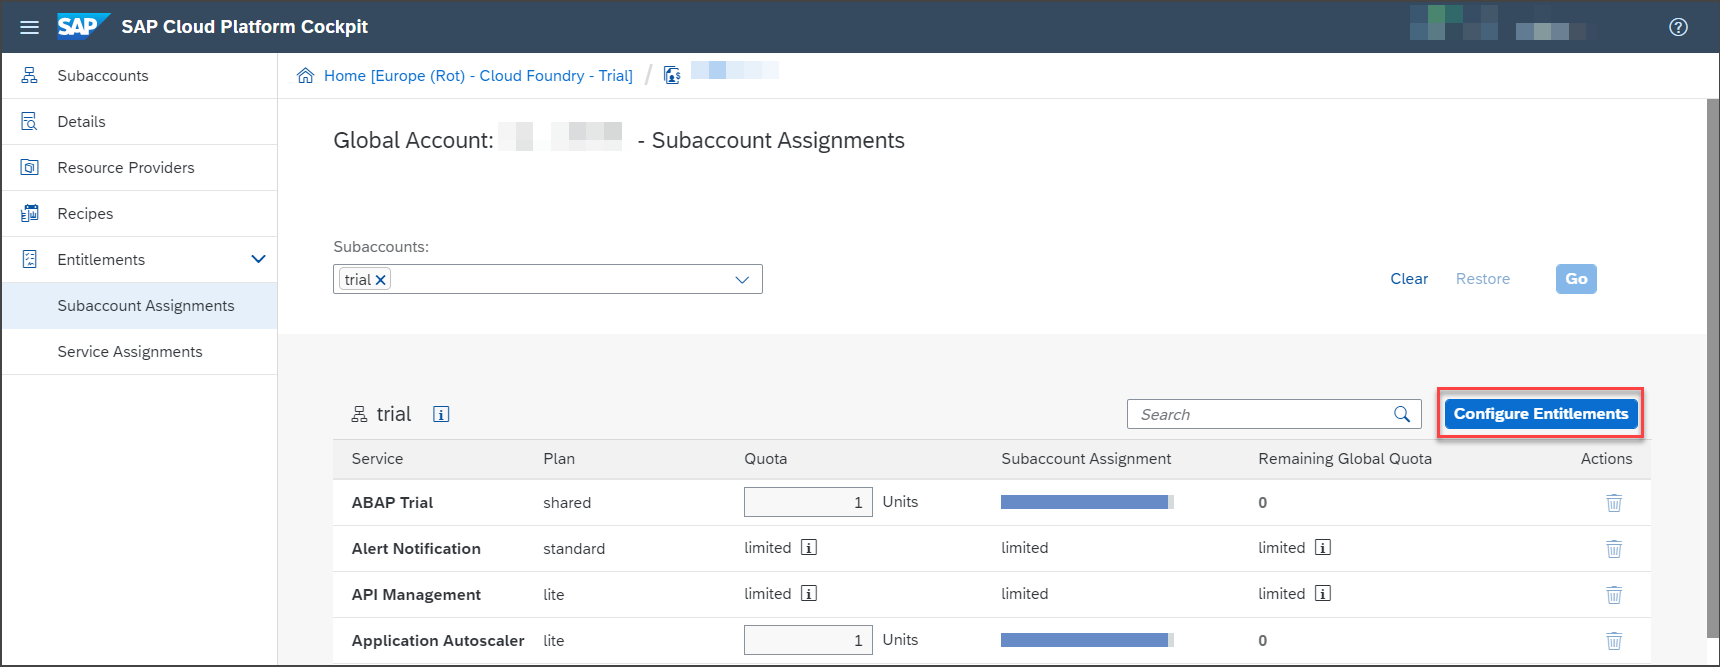 SAP SAP Cloud Platform Cockpit
Subaccounts
Details
Resource Providers
Recipes
Entitlements
Subaccount Assignments
Service Assignments
Home [Europe (Rot) - Cloud Foundry - Trial] /
Global Account: - Subaccount Assignments
Subaccounts:
trial
Clear Restore Go
trial Search Configure Entitlements
Service Plan Quota Subaccount Assignment Remaining Global Quota Actions
ABAP Trial shared 1 Units 0
Alert Notification standard limited limited limited
API Management lite limited limited limited
Application Autoscaler lite 1 Units 0